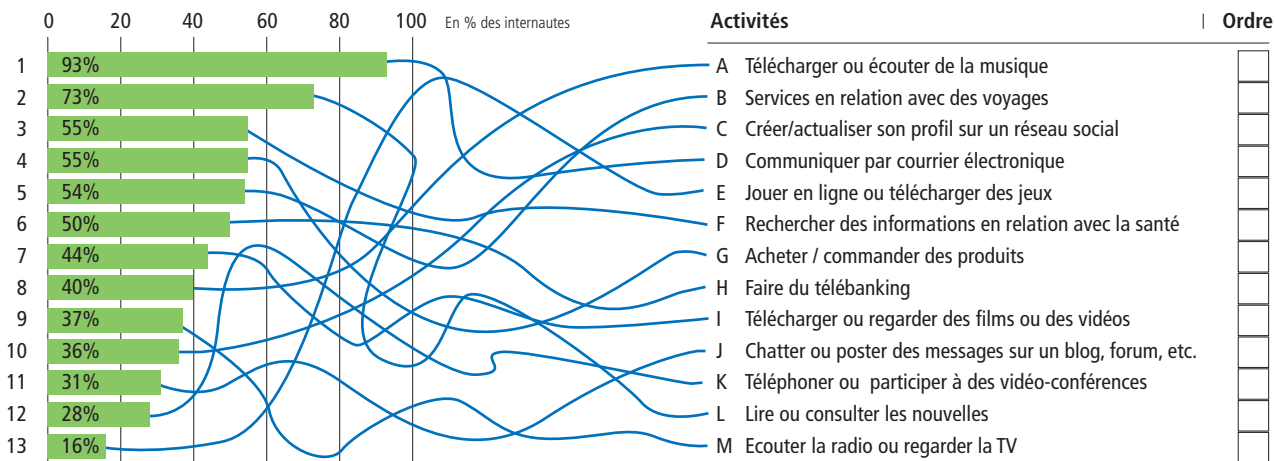 0 20 40 60 80 100 En % des internautes Activités | Ordre
1 93% A Télécharger ou écouter de la musique
2 73% B Services en relation avec des voyages
3 55% C Créer/actualiser son profil sur un réseau social
4 55% D Communiquer par courrier électronique
5 54% E Jouer en ligne ou télécharger des jeux
6 50% F Rechercher des informations en relation avec la santé
7 44% G Acheter / commander des produits
8 40% H Faire du télébanking
9 37% I Télécharger ou regarder des films ou des vidéos
10 36% J Chatter ou poster des messages sur un blog, forum, etc.
11 31% K Téléphoner ou participer à des vidéo-conférences
12 28% L Lire ou consulter les nouvelles
13 16% M Ecouter la radio ou regarder la TV